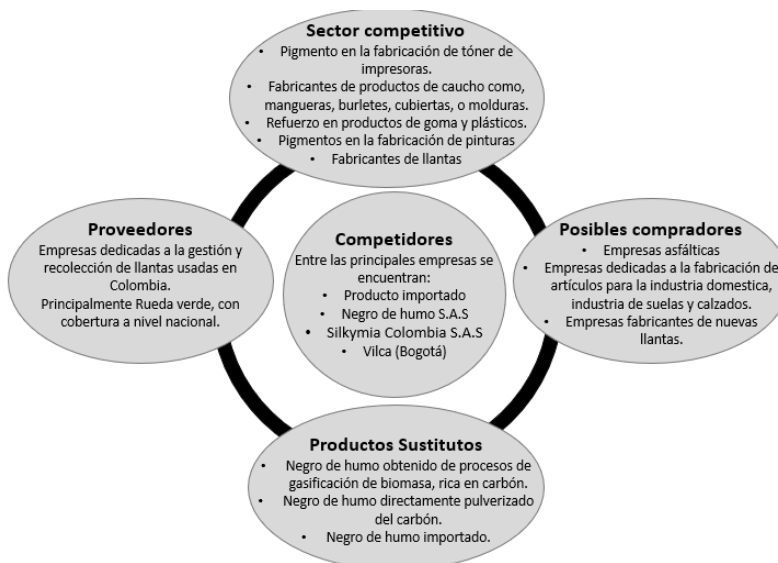 Sector competitivo
• Pigmento en la fabricación de tóner de
impresoras.
• Fabricantes de productos de caucho como,
mangueras, burletes, cubiertas, o molduras.
• Refuerzo en productos de goma y plásticos.
• Pigmentos en la fabricación de pinturas
• Fabricantes de llantas
Proveedores
Empresas dedicadas a la gestión y
recolección de llantas usadas en
Colombia.
Principalmente Rueda verde, con
cobertura a nivel nacional.
Competidores
Entre las principales empresas se
encuentran:
• Producto importado
• Negro de humo S.A.S
• Silkymia Colombia S.A.S
• Vilca (Bogotá)
Posibles compradores
• Empresas asfálticas
• Empresas dedicadas a la fabricación de
artículos para la industria domestica,
industria de suelas y calzados.
• Empresas fabricantes de nuevas
llantas.
Productos Sustitutos
• Negro de humo obtenido de procesos de
gasificación de biomasa, rica en carbón.
• Negro de humo directamente pulverizado
del carbón.
• Negro de humo importado.